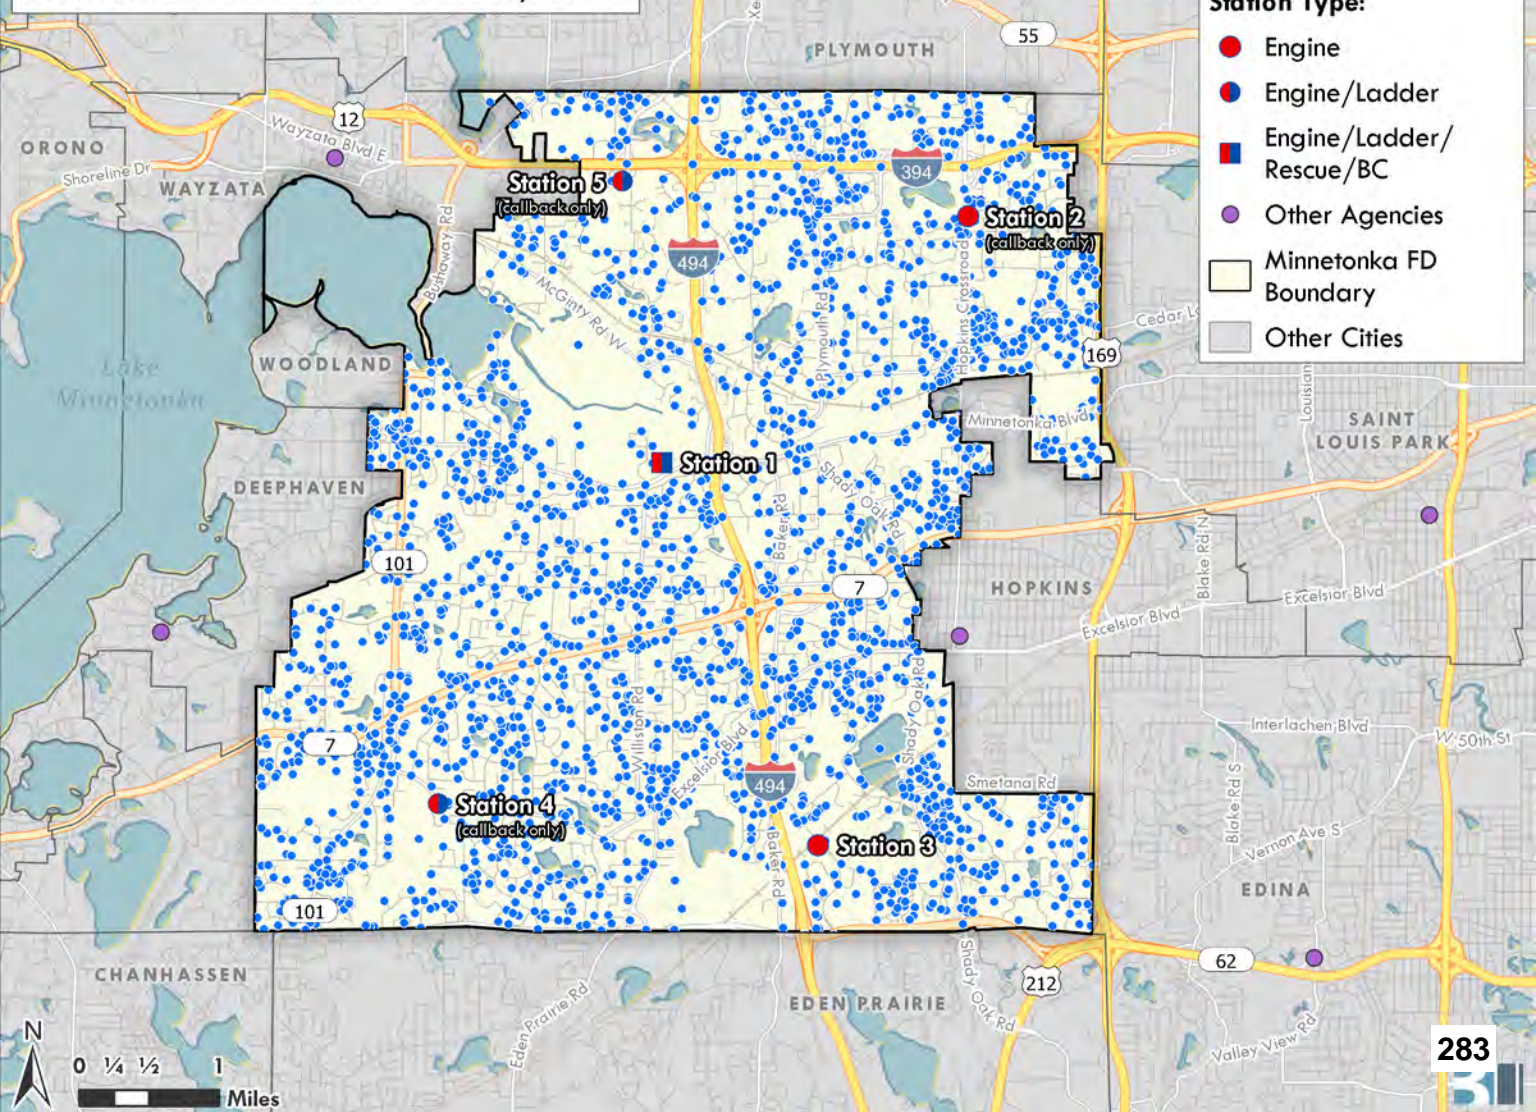 Station Type:
Engine
Engine/Ladder
Engine/Ladder/
Rescue/BC
Other Agencies
Minnetonka FD
Boundary
Other Cities
55
PLYMOUTH
12
Wayzata Blvd E
ORONO
Shoreline Dr
WAYZATA
394
Station 5
(callback only)
Station 2
(callback only)
Bushaway Rd
494
McGinty Rd W
Plymouth Rd
Hopkins Crossroad
Cedar
169
WOODLAND
Lake
Minnetonka
Minnetonka Blvd
SAINT
LOUIS PARK
Station 1
Shady Oak Rd
DEEPHAVEN
Baker Rd
Blake Rd N
101
7
HOPKINS
Excelsior Blvd
Excelsior Blvd
Shady Oak Rd
Williston Rd
7
Excelsior Blvd
Interlachen Blvd
W 50th St
494
Smetana Rd
Blake Rd S
Station 4
(callback only)
Vernon Ave S
Station 3
Baker Rd
EDINA
101
62
CHANHASSEN
Shady Oak Rd
212
EDEN PRAIRIE
Eden Prairie Rd
Valley View Rd
N
0 ¼ ½ 1
Miles
283